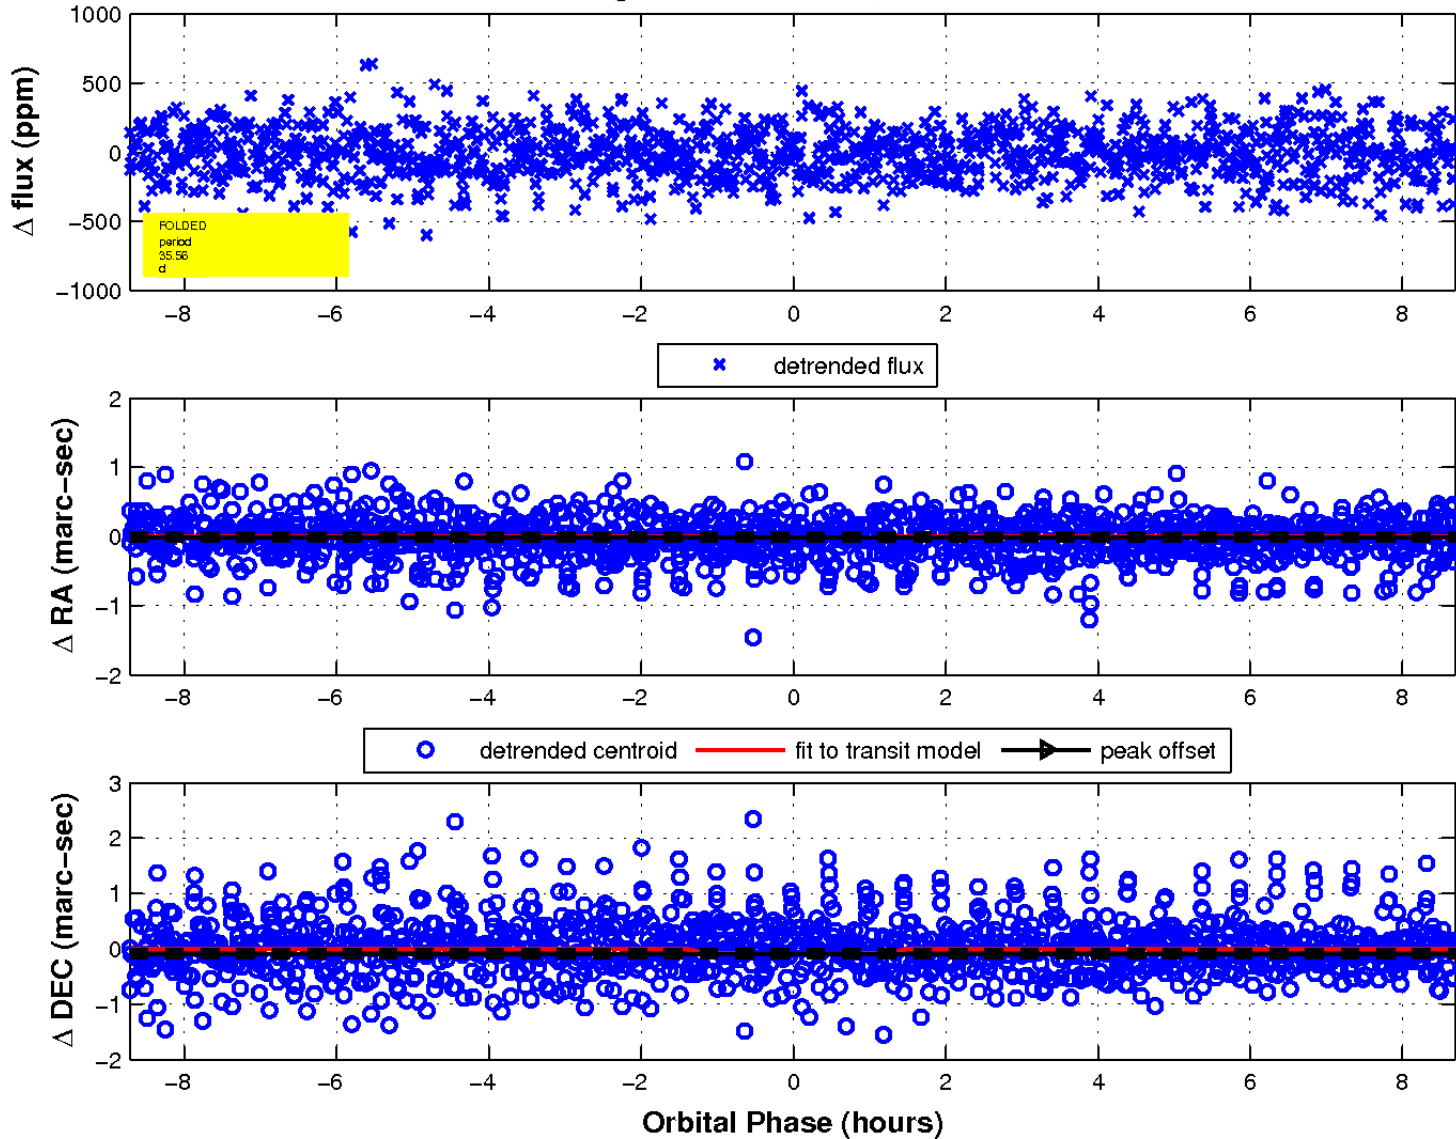 1000
500
0
−500
−1000
Δ flux (ppm)
FOLDED
period
35.56
d
−8 −6 −4 −2 0 2 4 6 8
detrended flux
2
1
0
−1
−2
Δ RA (marc−sec)
−8 −6 −4 −2 0 2 4 6 8
detrended centroid fit to transit model peak offset
3
2
1
0
−1
−2
Δ DEC (marc−sec)
−8 −6 −4 −2 0 2 4 6 8
Orbital Phase (hours)